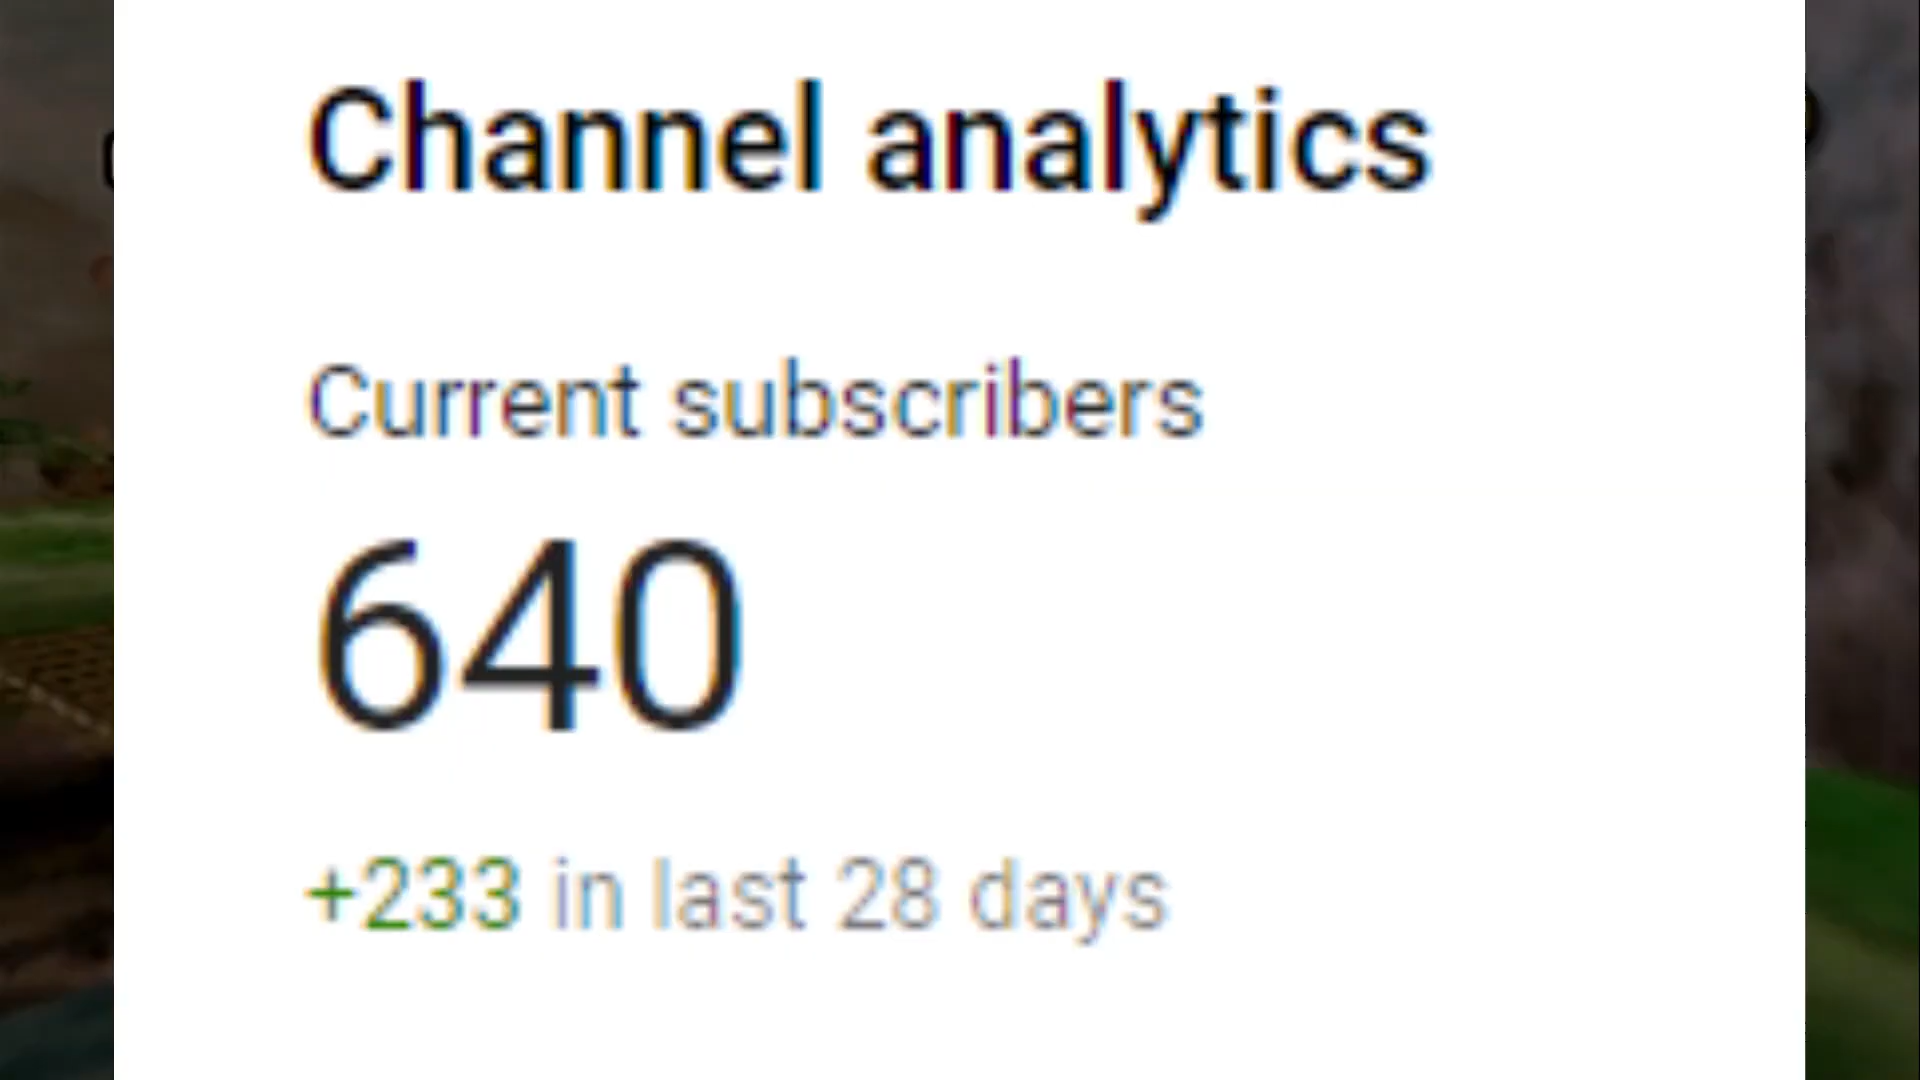 Channel analytics
Current subscribers
640
+233 in last 28 days